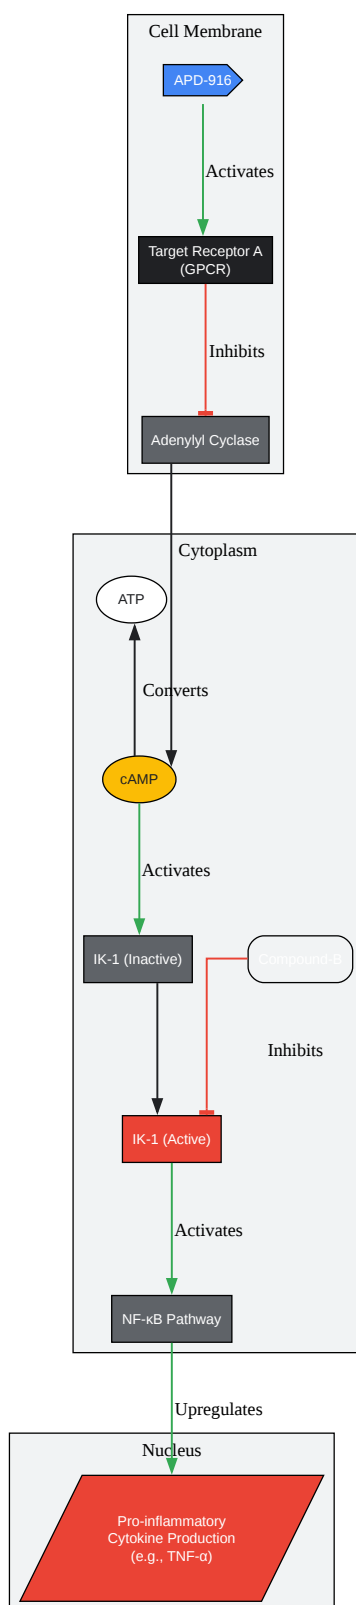 Cell Membrane
APD-916
Activates
Target Receptor A
(GPCR)
Inhibits
Adenylyl Cyclase
Cytoplasm
ATP
Converts
cAMP
Activates
IK-1 (Inactive)
Compound-B
Inhibits
IK-1 (Active)
Activates
NF-κB Pathway
Upregulates
Nucleus
Pro-inflammatory
Cytokine Production
(e.g., TNF-α)